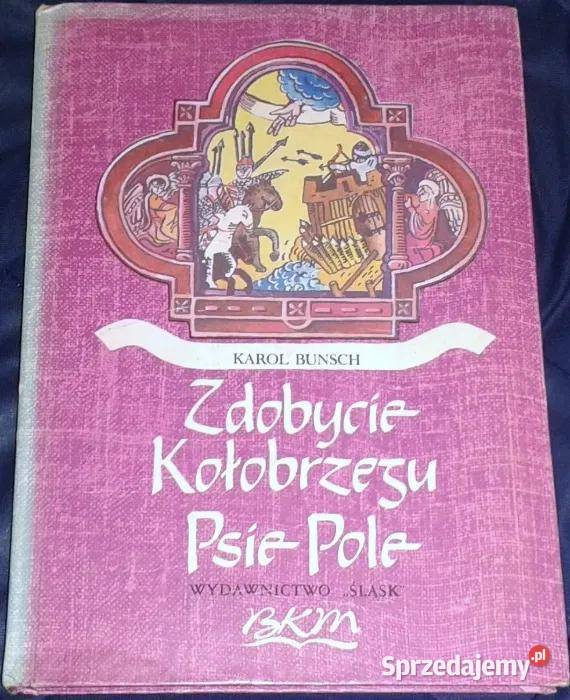 KAROL BUNSCH
Zdobycie
Kołobrzegu
Psie Pole
WYDAWNICTWO „ŚLĄSK"
BKM
Sprzedajemy.pl